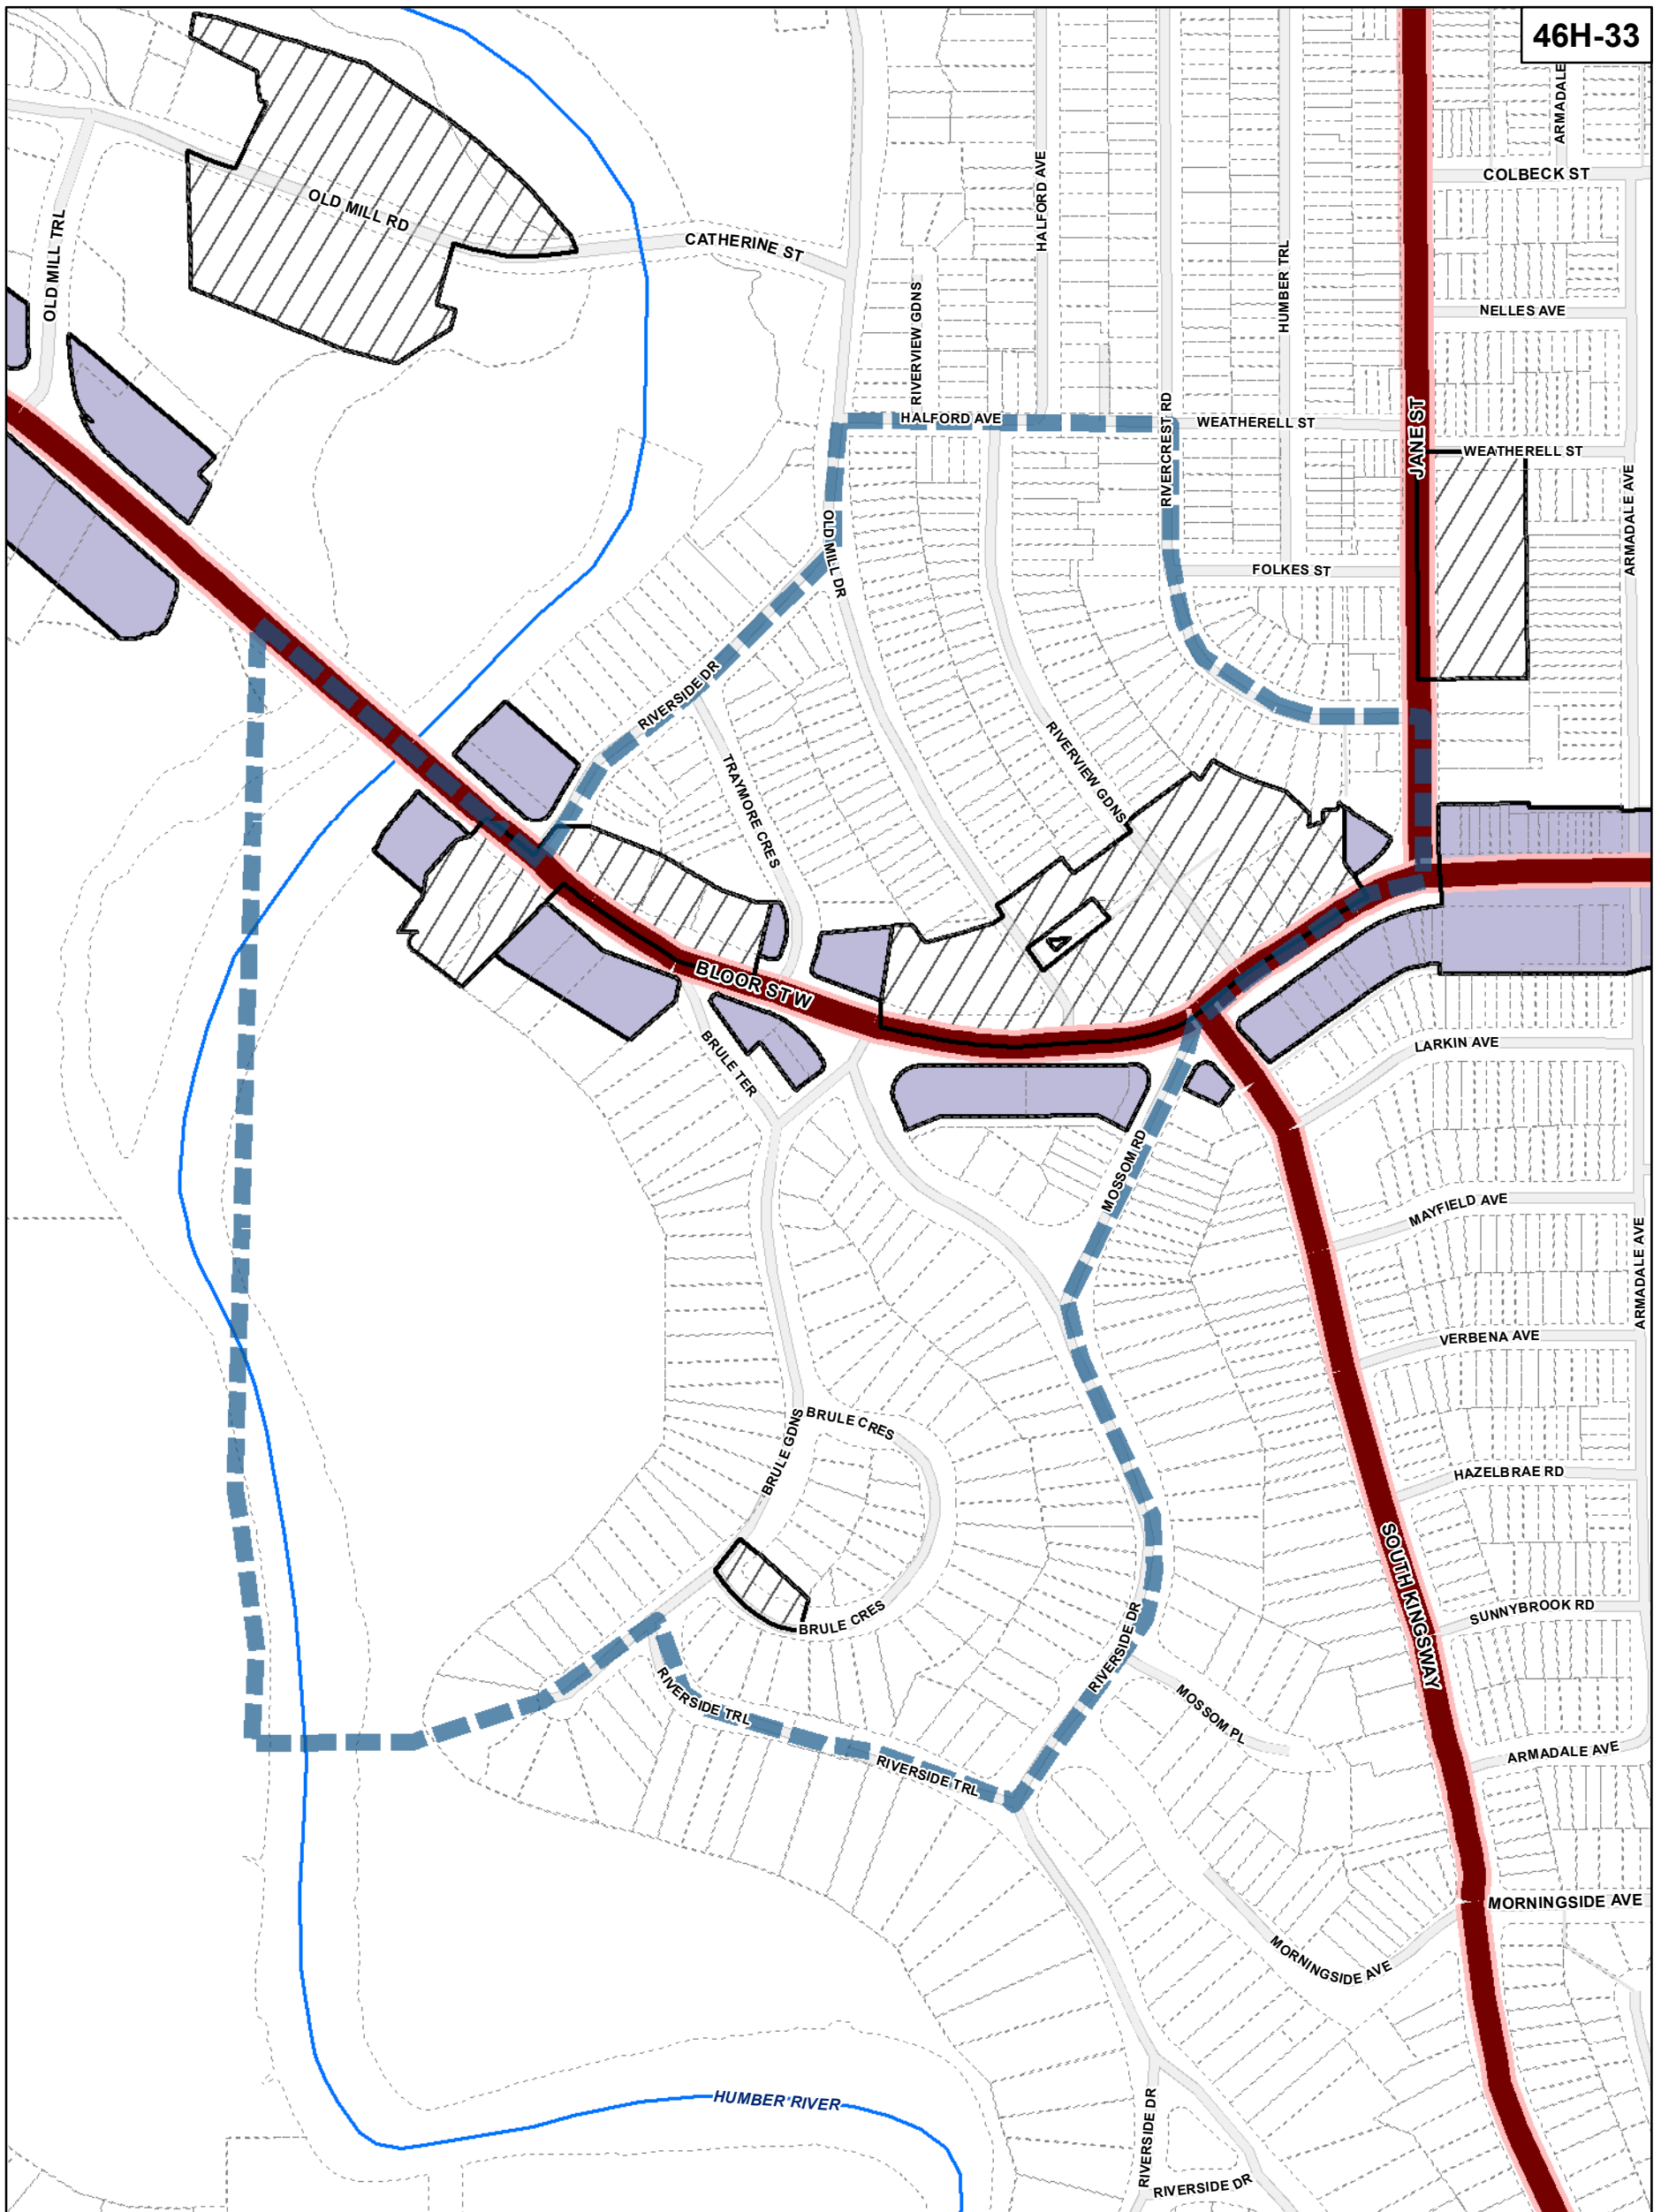 46H-33
ARMADALE
COLBECK ST
HALFORD AVE
OLD MILL RD
OLD MILL TRL
CATHERINE ST
HUMBER TRL
RIVERVIEW GDNS
NELLES AVE
HALFORD AVE
RIVERCREST RD
WEATHERELL ST
JANE ST
WEATHERELL ST
ARMADALE AVE
OLD MILL DR
FOLKES ST
RIVERSIDE DR
RIVERVIEW GDNS
TRAYMORE CRES
BLOOR ST W
BRULE TER
LARKIN AVE
MOSSOM RD
MAYFIELD AVE
ARMADALE AVE
VERBENA AVE
BRULE CRES
BRULE GDNS
HAZELBRAE RD
SOUTH KINGSWAY
SUNNYBROOK RD
BRULE CRES
RIVERSIDE DR
RIVERSIDE TRL
MOSSOM PL
ARMADALE AVE
RIVERSIDE TRL
MORNINGSIDE AVE
MORNINGSIDE AVE
HUMBER RIVER
RIVERSIDE DR
RIVERSIDE DR